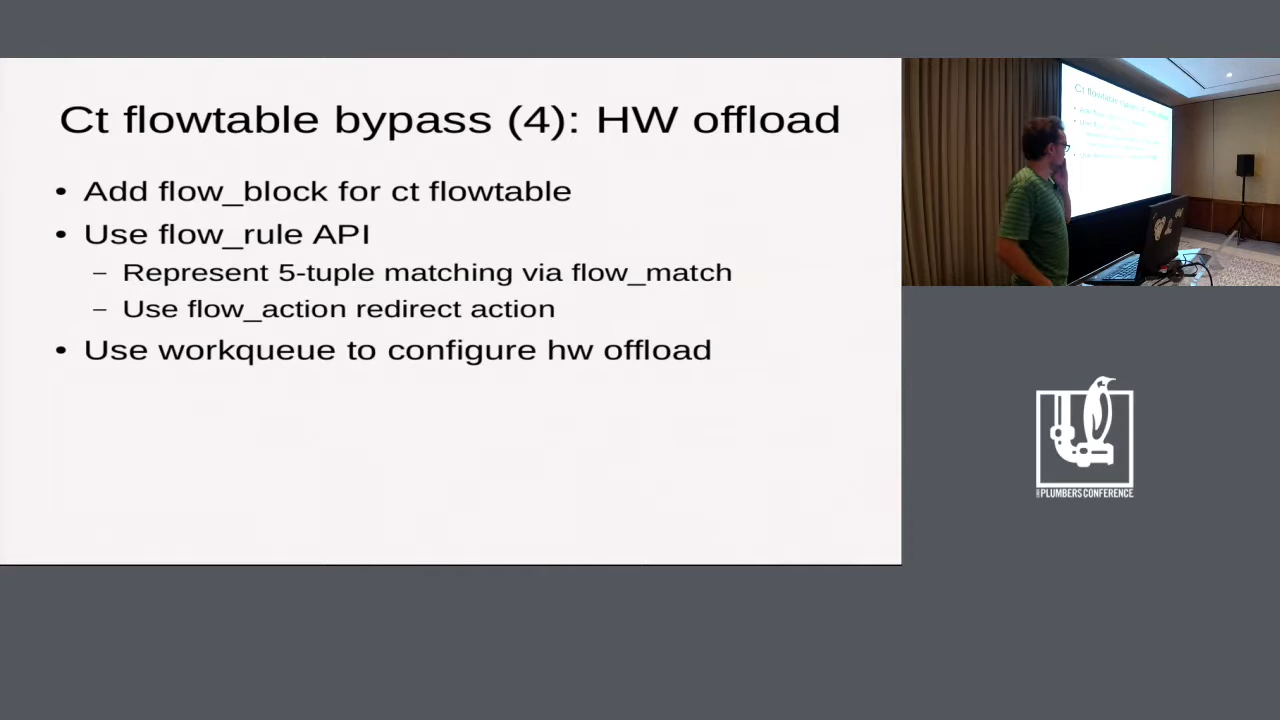 Ct flowtable bypass (4): HW offload
• Add flow_block for ct flowtable
• Use flow_rule API
– Represent 5-tuple matching via flow_match
– Use flow_action redirect action
• Use workqueue to configure hw offload
PLUMBERS CONFERENCE